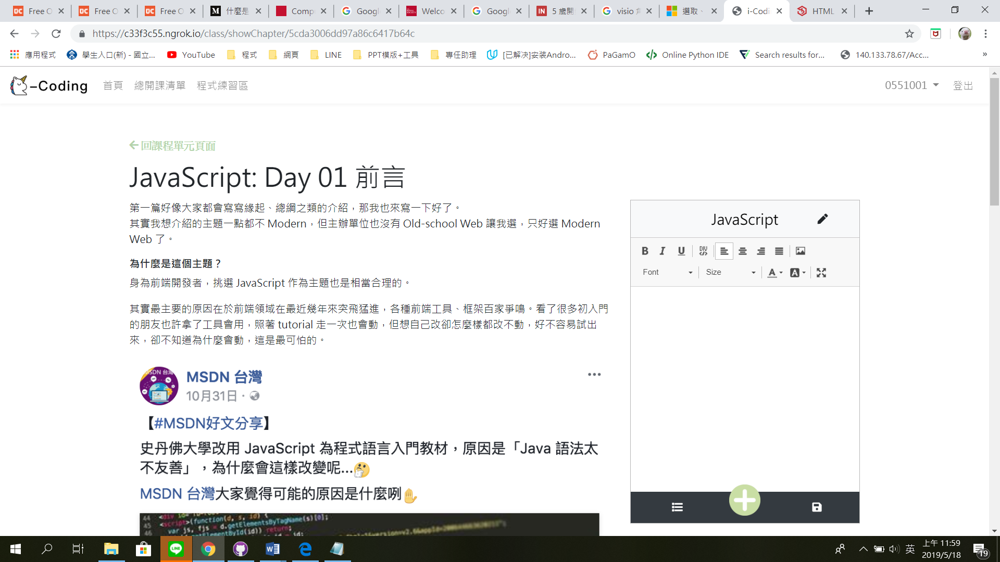 Free O
Free O
Free O
什麼是
Comp
Googl
Welco
Googl
5 歲開
visio 角
選取、
i-Codi
HTML
https://c33f3c55.ngrok.io/class/showChapter/5cda3006dd97a86c6417b64c
應用程式
學生入口(新) - 國立...
YouTube
程式
網頁
LINE
PPT模版+工具
專任助理
[已解决]安装Andro...
PaGamO
Online Python IDE
Search results for...
140.133.78.67/Acc...
»
-Coding
首頁
總開課清單
程式練習區
0551001
登出
回課程單元頁面
JavaScript: Day 01 前言
第一篇好像大家都會寫寫緣起、總綱之類的介紹，那我也來寫一下好了。
其實我想介紹的主題一點都不 Modern，但主辦單位也沒有 Old-school Web 讓我選，只好選 Modern
Web 了。
為什麼是這個主題？
身為前端開發者，挑選 JavaScript 作為主題也是相當合理的。
其實最主要的原因在於前端領域在最近幾年來突飛猛進，各種前端工具、框架百家爭鳴。看了很多初入門
的朋友也許拿了工具會用，照著 tutorial 走一次也會動，但想自己改卻怎麼樣都改不動，好不容易試出
來，卻不知道為什麼會動，這是最可怕的。
MSDN 台灣
10月31日 ·
【#MSDN好文分享】
史丹佛大學改用 JavaScript 為程式語言入門教材，原因是「Java 語法太
不友善」，為什麼會這樣改變呢...
MSDN 台灣大家覺得可能的原因是什麼咧
44
45 <script>(function(d, s, id) {
46 var js, fjs = d.getElementsByTagName(s)[0];
JavaScript
B I U DIV
Font Size A A
LINE
英
上午 11:59
2019/5/18
19